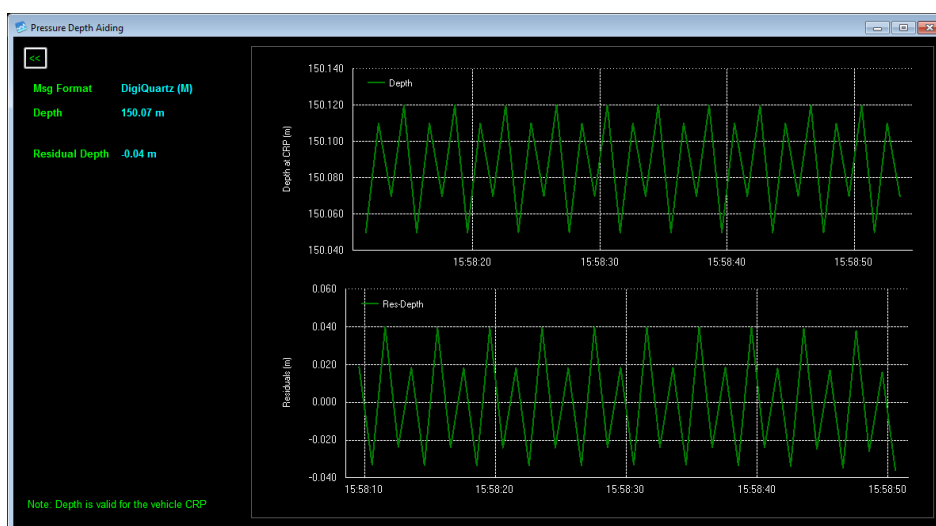 Pressure Depth Aiding
<<
Msg Format DigiQuartz (M)
Depth 150.07 m
Residual Depth -0.04 m
Note: Depth is valid for the vehicle CRP
Depth
Depth at CRP (m)
150.140
150.120
150.100
150.080
150.060
150.040
15:58:20 15:58:30 15:58:40 15:58:50
Res-Depth
Residuals (m)
0.060
0.040
0.020
0.000
-0.020
-0.040
15:58:10 15:58:20 15:58:30 15:58:40 15:58:50